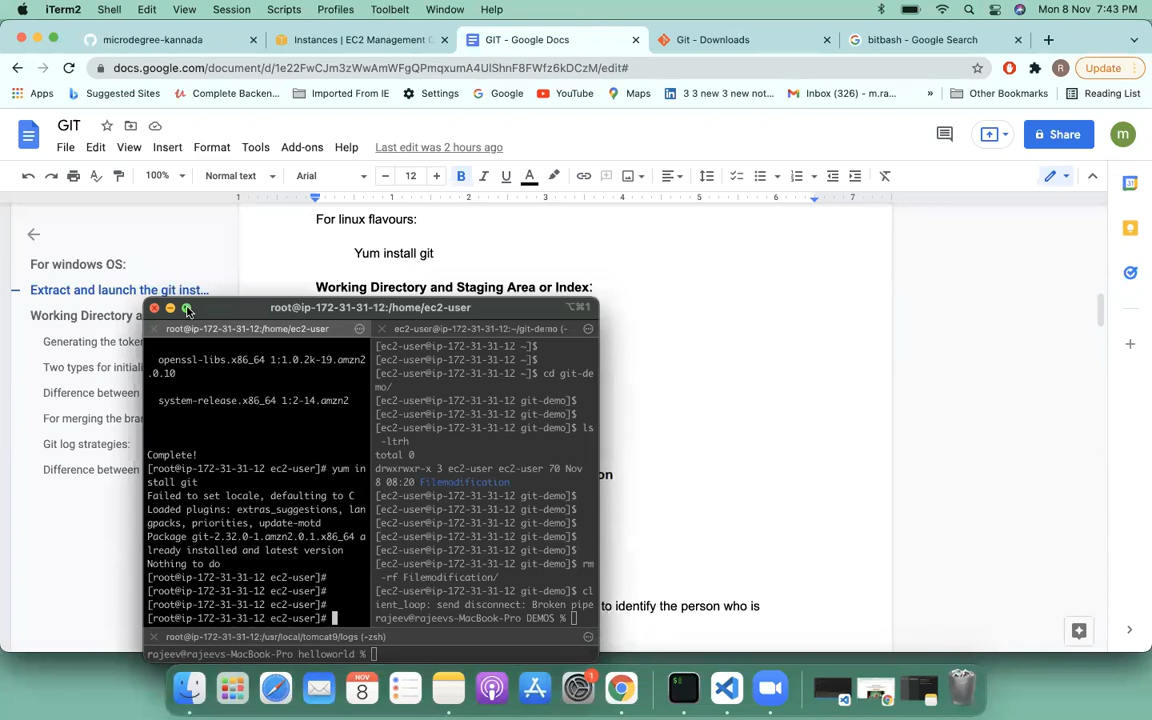 iTerm2 Shell Edit View Session Scripts Profiles Toolbelt Window Help Mon 8 Nov 7:43 PM
microdegree-kannada Instances | EC2 Management C GIT - Google Docs Git - Downloads bitbash - Google Search
docs.google.com/document/d/1e22FwCJm3zWwAmWFgQPmqxumA4UlShnF8FWfz6kDCzM/edit# R Update
Apps Suggested Sites Complete Backen... Imported From IE Settings Google YouTube Maps 3 3 new 3 new not... Inbox (326) - m.ra... » Other Bookmarks Reading List
GIT
File Edit View Insert Format Tools Add-ons Help Last edit was 2 hours ago
Share m
100% Normal text Arial 12 B I U A
1 1 2 3 4 5 6 7
For linux flavours:
Yum install git
Working Directory and Staging Area or Index:
For windows OS:
Extract and launch the git inst...
Working Directory a
Generating the token
Two types for initiali
Difference between
For merging the bran
Git log strategies:
Difference between
on
to identify the person who is
root@ip-172-31-31-12:/home/ec2-user ⌥⌘1
root@ip-172-31-31-12:/home/ec2-user
openssl-libs.x86_64 1:1.0.2k-19.amzn2
.0.10
system-release.x86_64 1:2-14.amzn2
Complete!
[root@ip-172-31-31-12 ec2-user]# yum in
stall git
Failed to set locale, defaulting to C
Loaded plugins: extras_suggestions, lan
gpacks, priorities, update-motd
Package git-2.32.0-1.amzn2.0.1.x86_64 a
lready installed and latest version
Nothing to do
[root@ip-172-31-31-12 ec2-user]#
[root@ip-172-31-31-12 ec2-user]#
[root@ip-172-31-31-12 ec2-user]#
[root@ip-172-31-31-12 ec2-user]#
ec2-user@ip-172-31-31-12:~/git-demo (-
[ec2-user@ip-172-31-31-12 ~]$
[ec2-user@ip-172-31-31-12 ~]$
[ec2-user@ip-172-31-31-12 ~]$ cd git-de
mo/
[ec2-user@ip-172-31-31-12 git-demo]$
[ec2-user@ip-172-31-31-12 git-demo]$
[ec2-user@ip-172-31-31-12 git-demo]$ ls
-ltrh
total 0
drwxrwxr-x 3 ec2-user ec2-user 70 Nov
8 08:20 Filemodification
[ec2-user@ip-172-31-31-12 git-demo]$
[ec2-user@ip-172-31-31-12 git-demo]$
[ec2-user@ip-172-31-31-12 git-demo]$
[ec2-user@ip-172-31-31-12 git-demo]$
[ec2-user@ip-172-31-31-12 git-demo]$
[ec2-user@ip-172-31-31-12 git-demo]$ rm
-rf Filemodification/
[ec2-user@ip-172-31-31-12 git-demo]$ cl
ient_loop: send disconnect: Broken pipe
rajeev@rajeevs-MacBook-Pro DEMOS %
root@ip-172-31-31-12:/usr/local/tomcat9/logs (-zsh)
rajeev@rajeevs-MacBook-Pro helloworld %
NOV
8
1